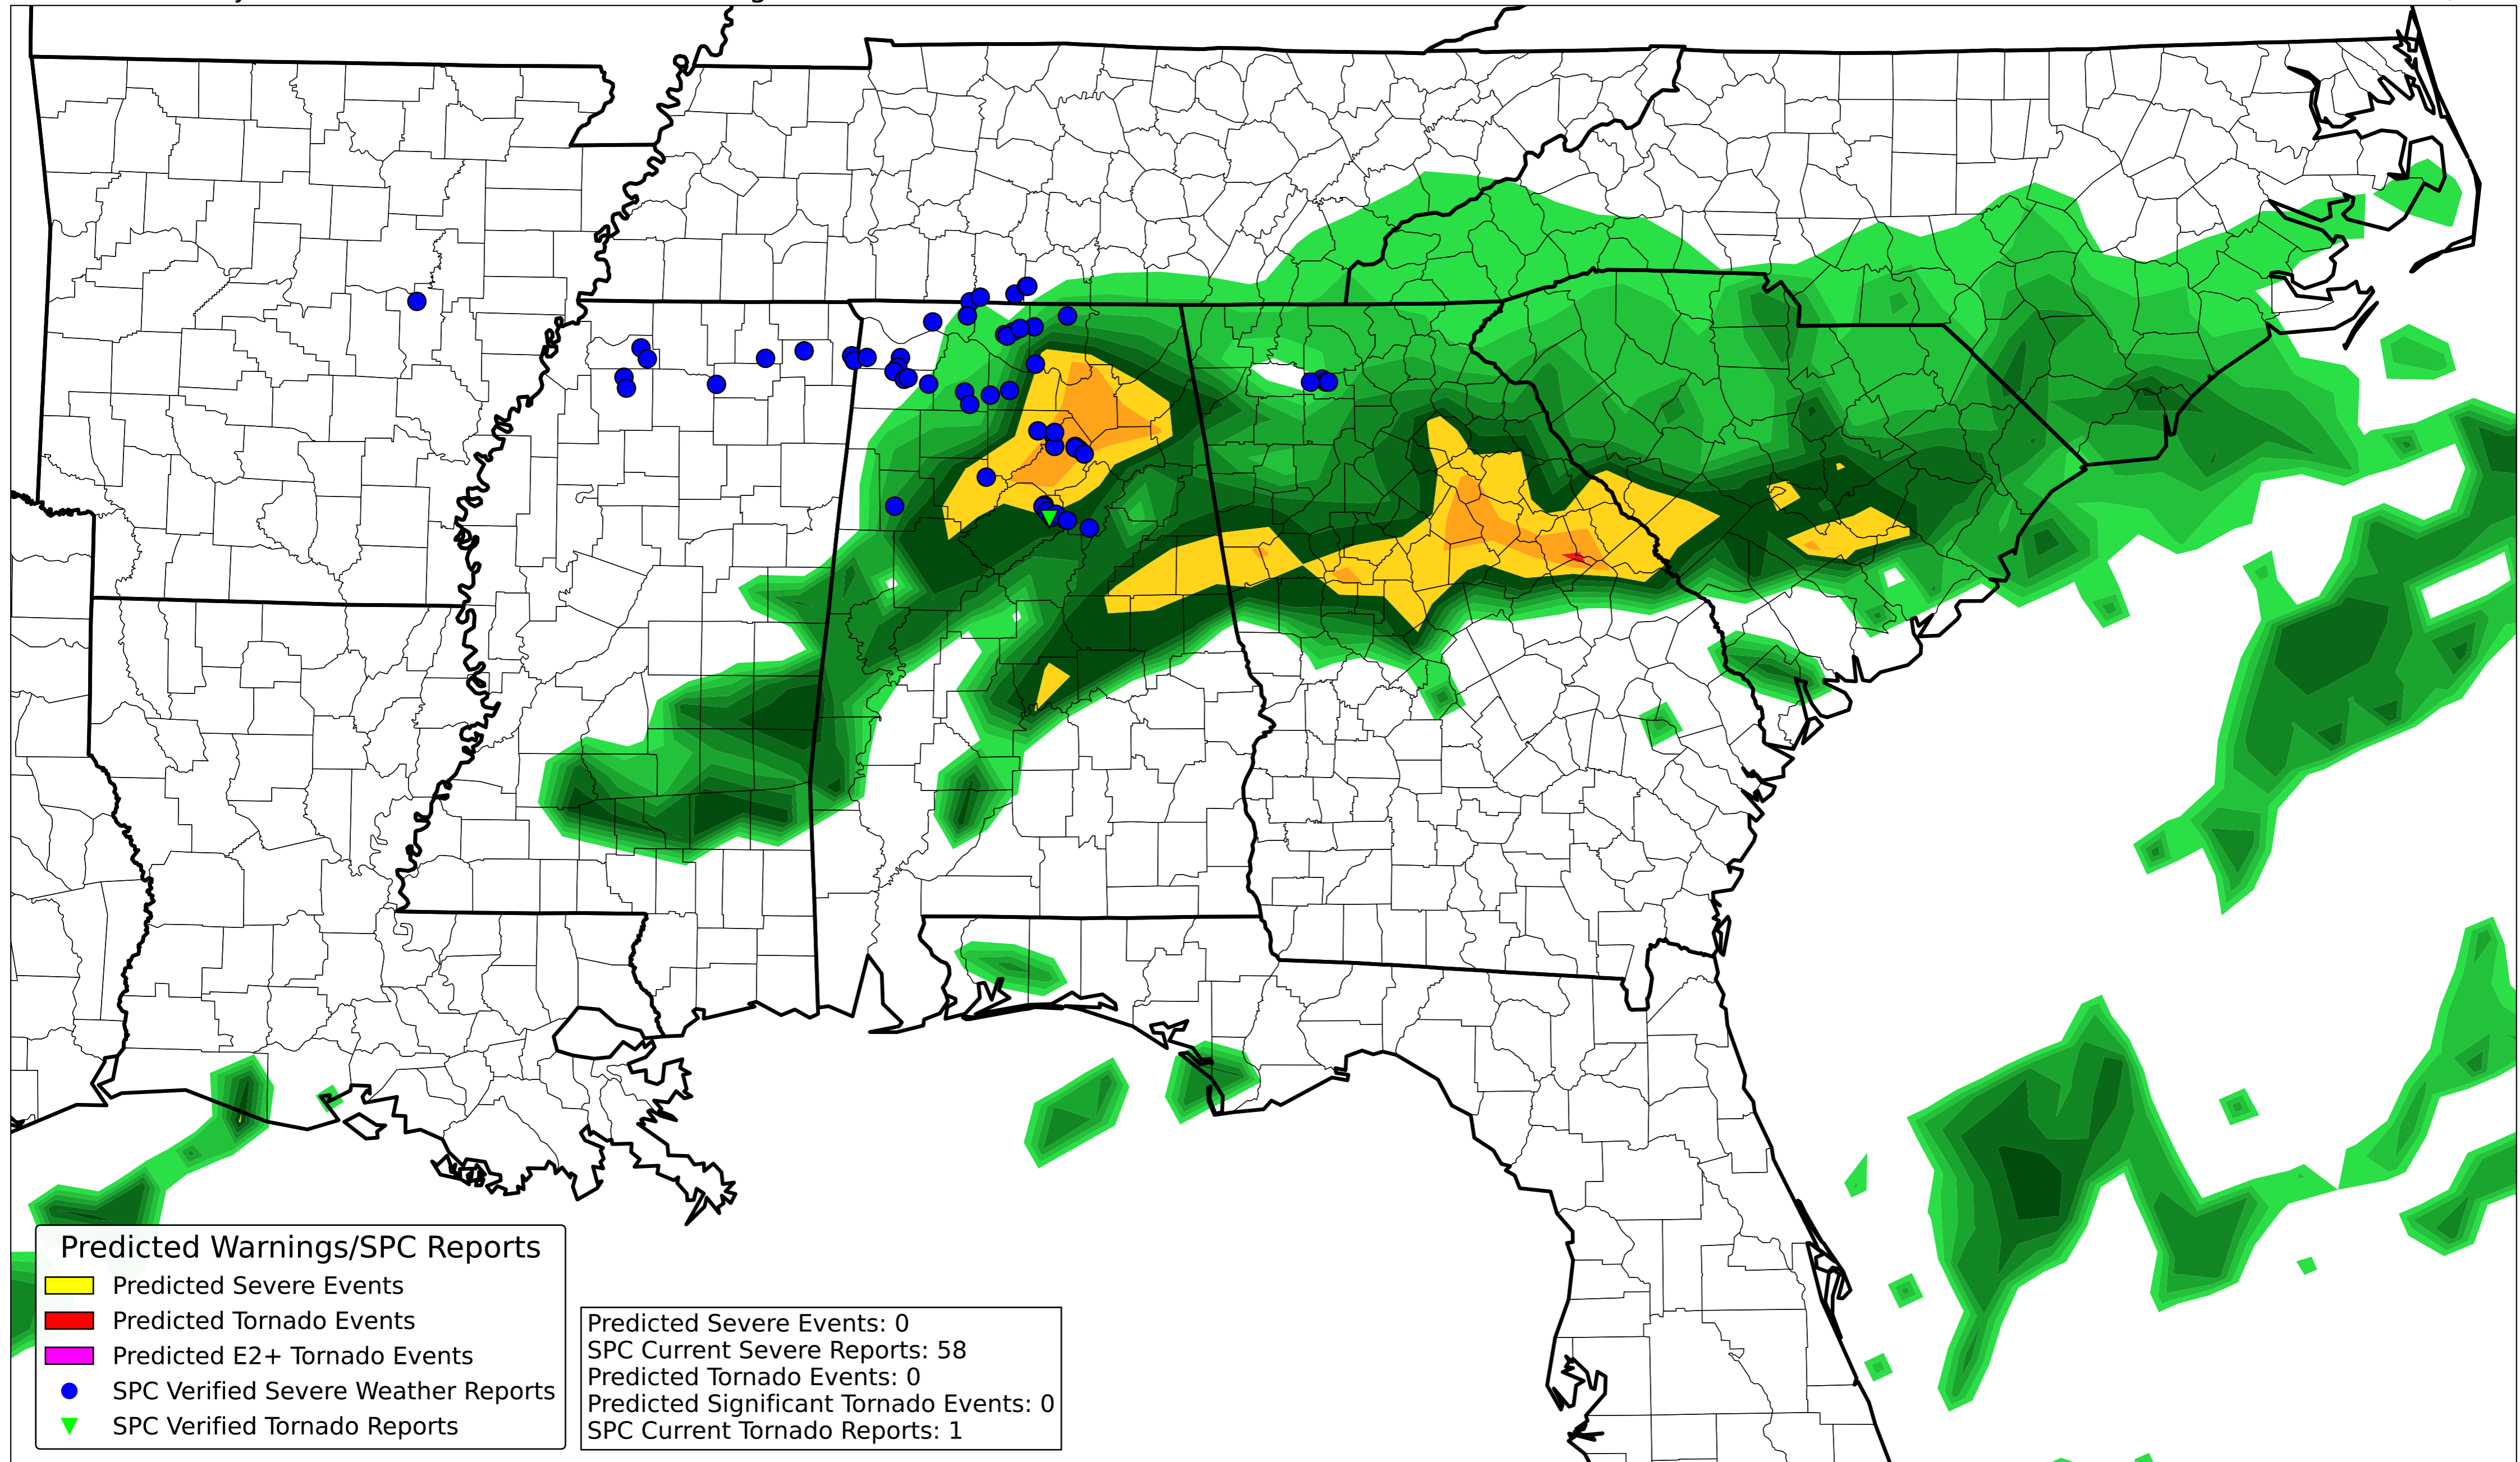 Predicted Warnings/SPC Reports
Predicted Severe Events
Predicted Tornado Events
Predicted E2+ Tornado Events
SPC Verified Severe Weather Reports
SPC Verified Tornado Reports
Predicted Severe Events: 0
SPC Current Severe Reports: 58
Predicted Tornado Events: 0
Predicted Significant Tornado Events: 0
SPC Current Tornado Reports: 1